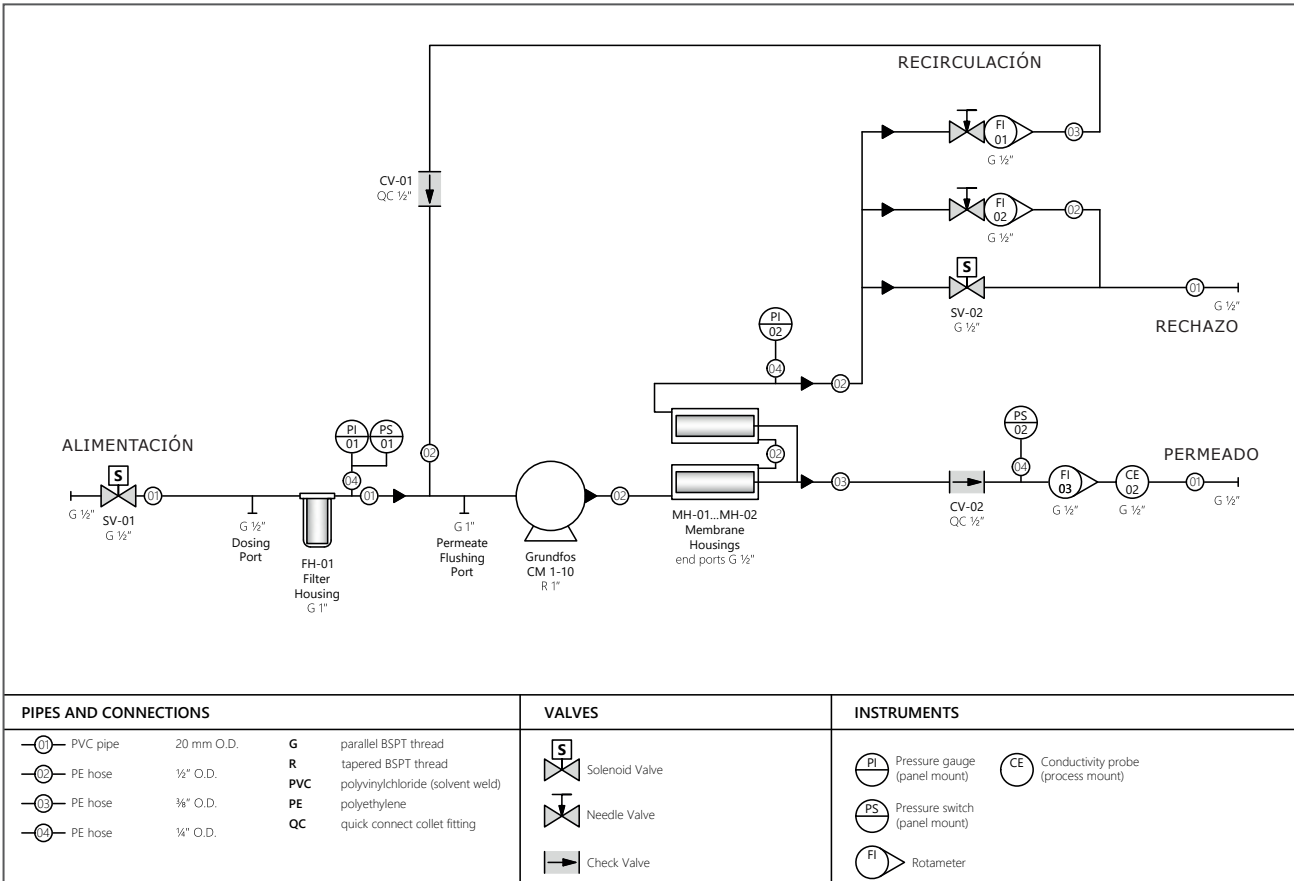 RECIRCULACIÓN
FI
01
03
G ½"
CV-01
QC ½"
FI
02
02
G ½"
S
SV-02
G ½"
01
G ½"
RECHAZO
PI
02
04
02
ALIMENTACIÓN
S
G ½"
SV-01
G ½"
01
G ½"
Dosing
Port
FH-01
Filter
Housing
G 1"
PI
01
PS
01
04
01
02
G 1"
Permeate
Flushing
Port
Grundfos
CM 1-10
R 1"
02
02
MH-01...MH-02
Membrane
Housings
end ports G ½"
03
CV-02
QC ½"
PS
02
04
FI
03
G ½"
CE
02
G ½"
PERMEADO
01
G ½"
PIPES AND CONNECTIONS
01 PVC pipe 20 mm O.D.
02 PE hose ½" O.D.
03 PE hose ⅜" O.D.
04 PE hose ¼" O.D.
G parallel BSPT thread
R tapered BSPT thread
PVC polyvinylchloride (solvent weld)
PE polyethylene
QC quick connect collet fitting
VALVES
S
Solenoid Valve
Needle Valve
Check Valve
INSTRUMENTS
PI Pressure gauge
(panel mount)
PS Pressure switch
(panel mount)
FI Rotameter
CE Conductivity probe
(process mount)